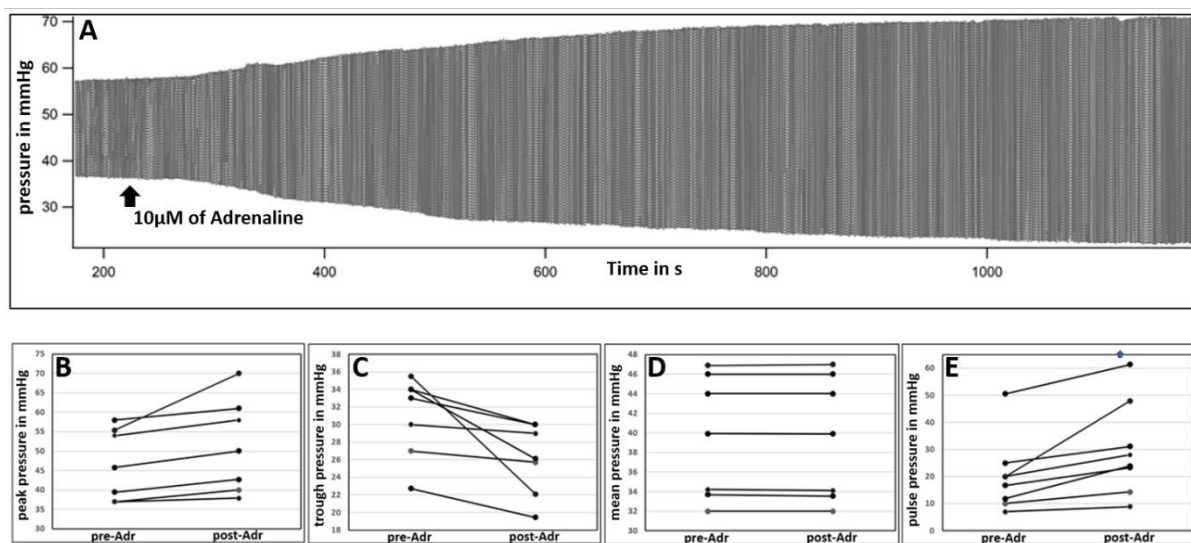 A
pressure in mmHg
70
60
50
40
30
10µM of Adrenaline
200
400
600
800
1000
Time in s
B
peak pressure in mmHg
75
70
65
60
55
50
45
40
35
30
pre-Adr
post-Adr
C
trough pressure in mmHg
38
36
34
32
30
28
26
24
22
20
18
pre-Adr
post-Adr
D
mean pressure in mmHg
48
46
44
42
40
38
36
34
32
30
pre-Adr
post-Adr
E
pulse pressure in mmHg
60
50
40
30
20
10
0
pre-Adr
post-Adr